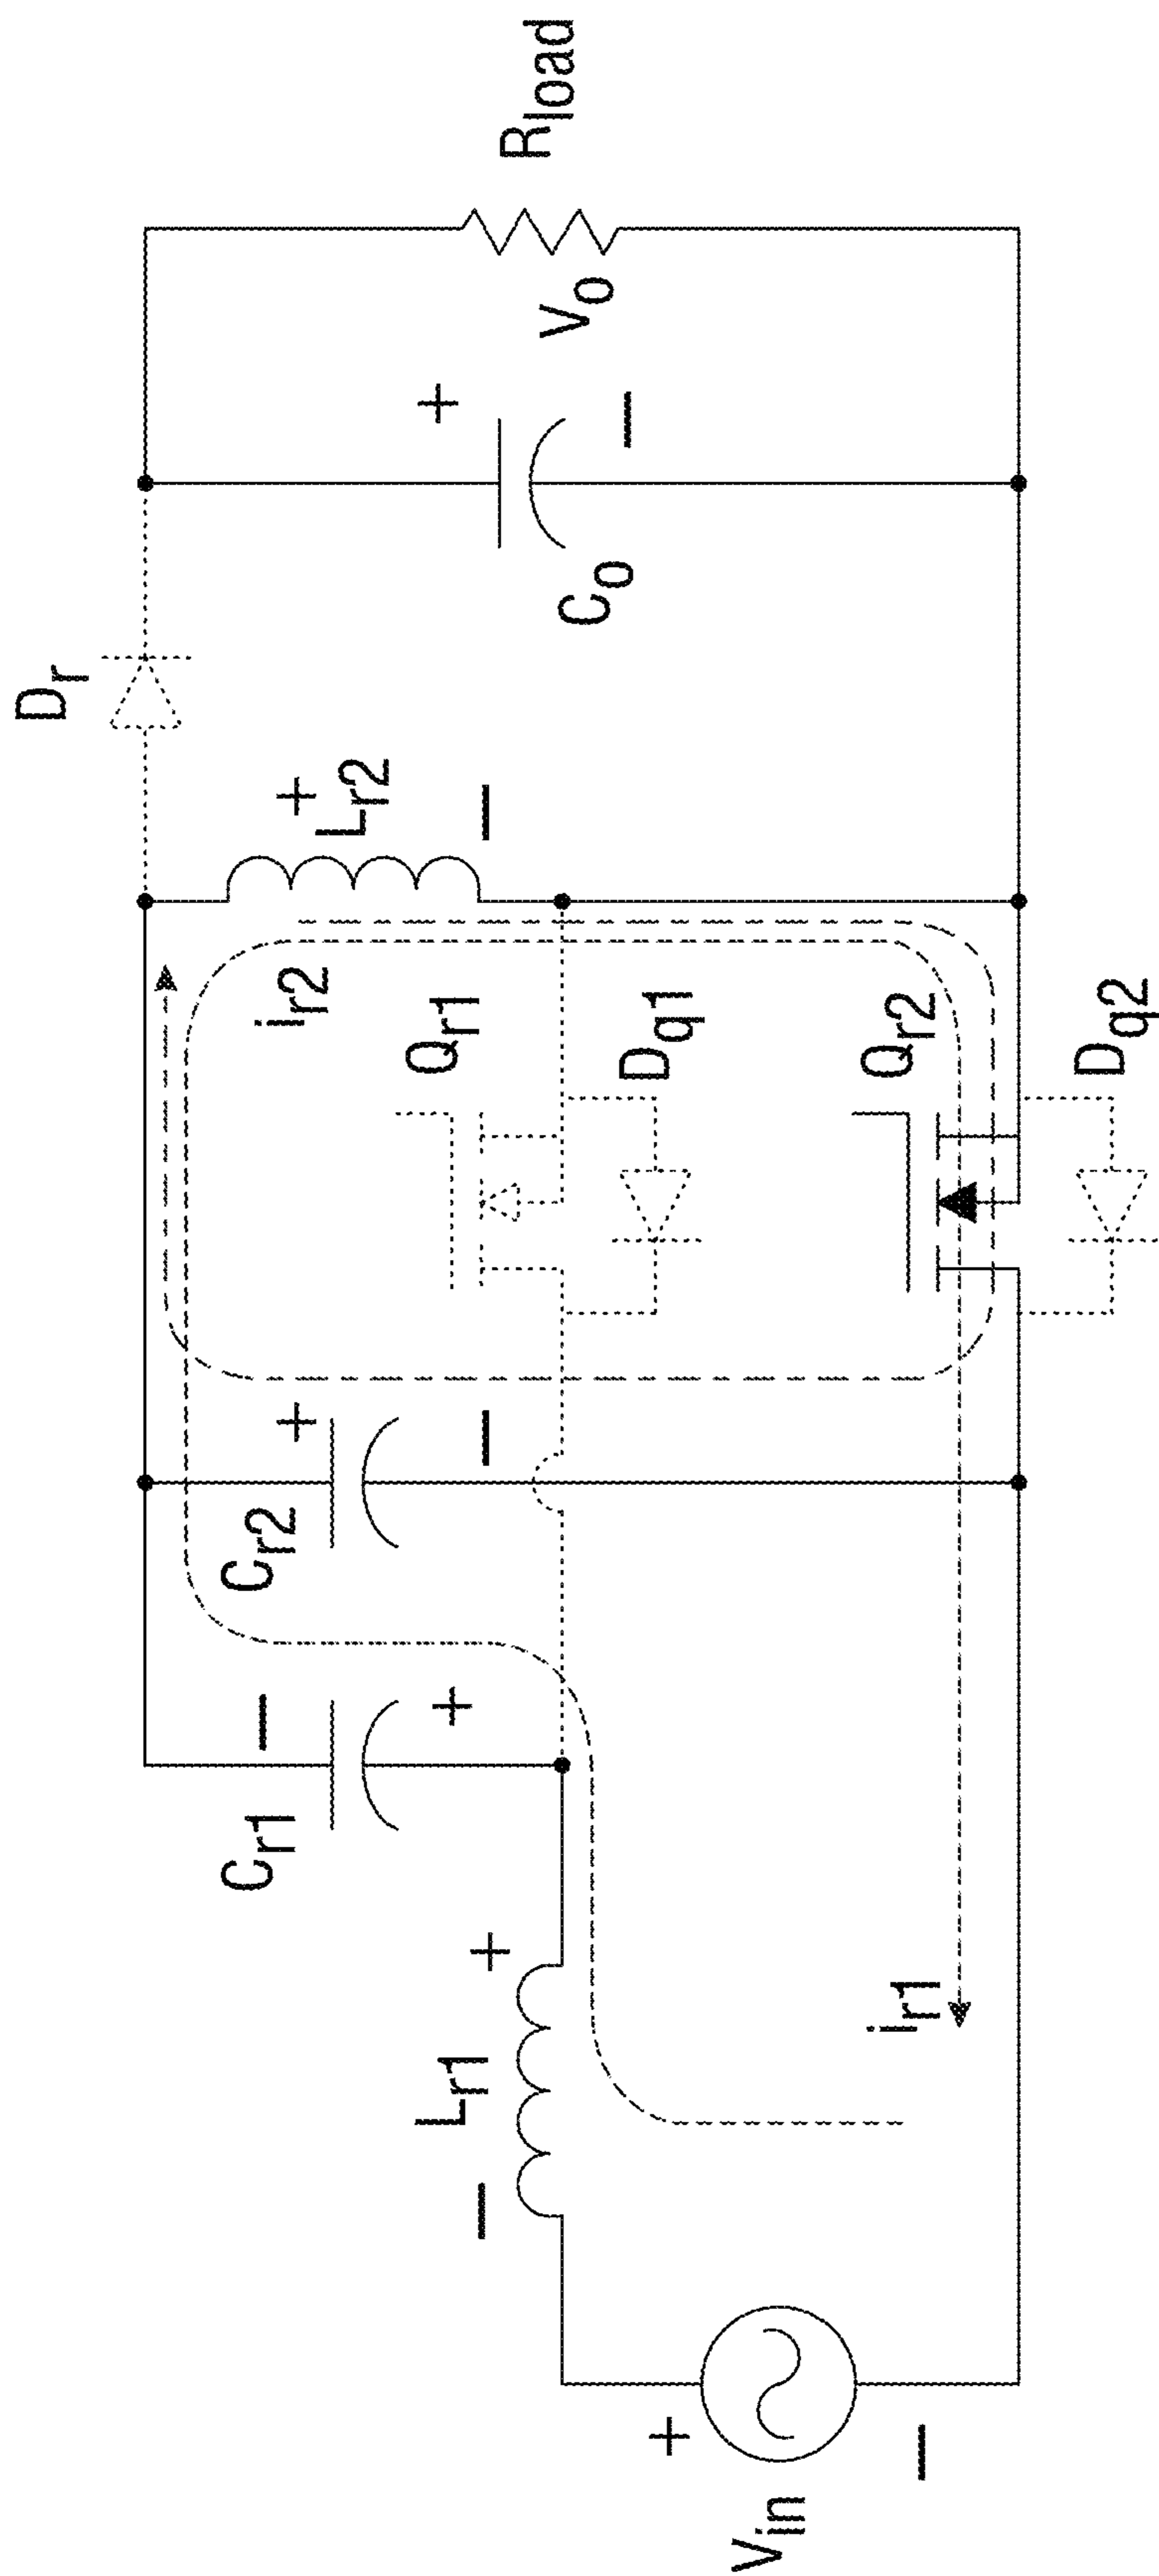 Vin
+
−
Lr1
−
+
ir1
Cr1
−
+
Cr2
+
−
ir2
Qr1
Dq1
Qr2
Dq2
Lr2
+
−
Dr
Co
+
−
Vo
Rload